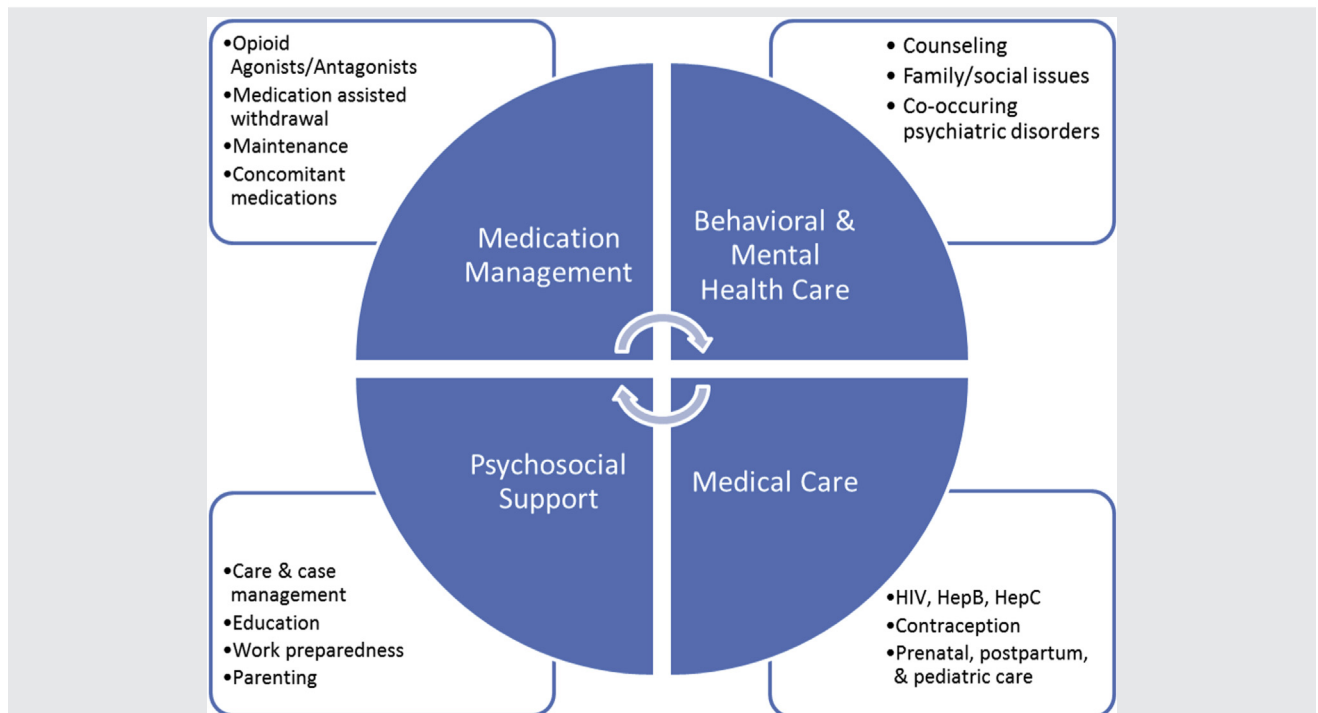 •Opioid
Agonists/Antagonists
•Medication assisted
withdrawal
•Maintenance
•Concomitant
medications
• Counseling
• Family/social issues
• Co-occuring
psychiatric disorders
Medication
Management
Behavioral &
Mental
Health Care
Psychosocial
Support
Medical Care
•Care & case
management
•Education
•Work preparedness
•Parenting
•HIV, HepB, HepC
•Contraception
•Prenatal, postpartum,
& pediatric care